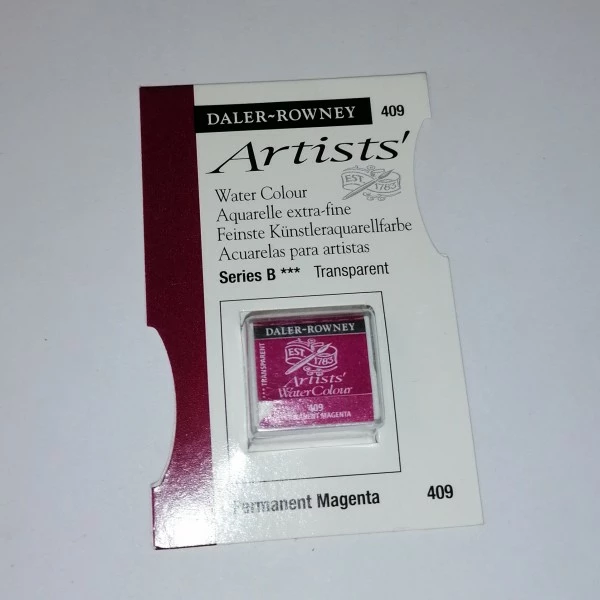 DALER~ROWNEY 409
Artists'
EST 1783
Water Colour
Aquarelle extra-fine
Feinste Künstleraquarellfarbe
Acuarelas para artistas
Series B *** Transparent
DALER~ROWNEY
*** TRANSPARENT
EST 1783
Artists'
WaterColour
409
MAGENTA
Permanent Magenta 409